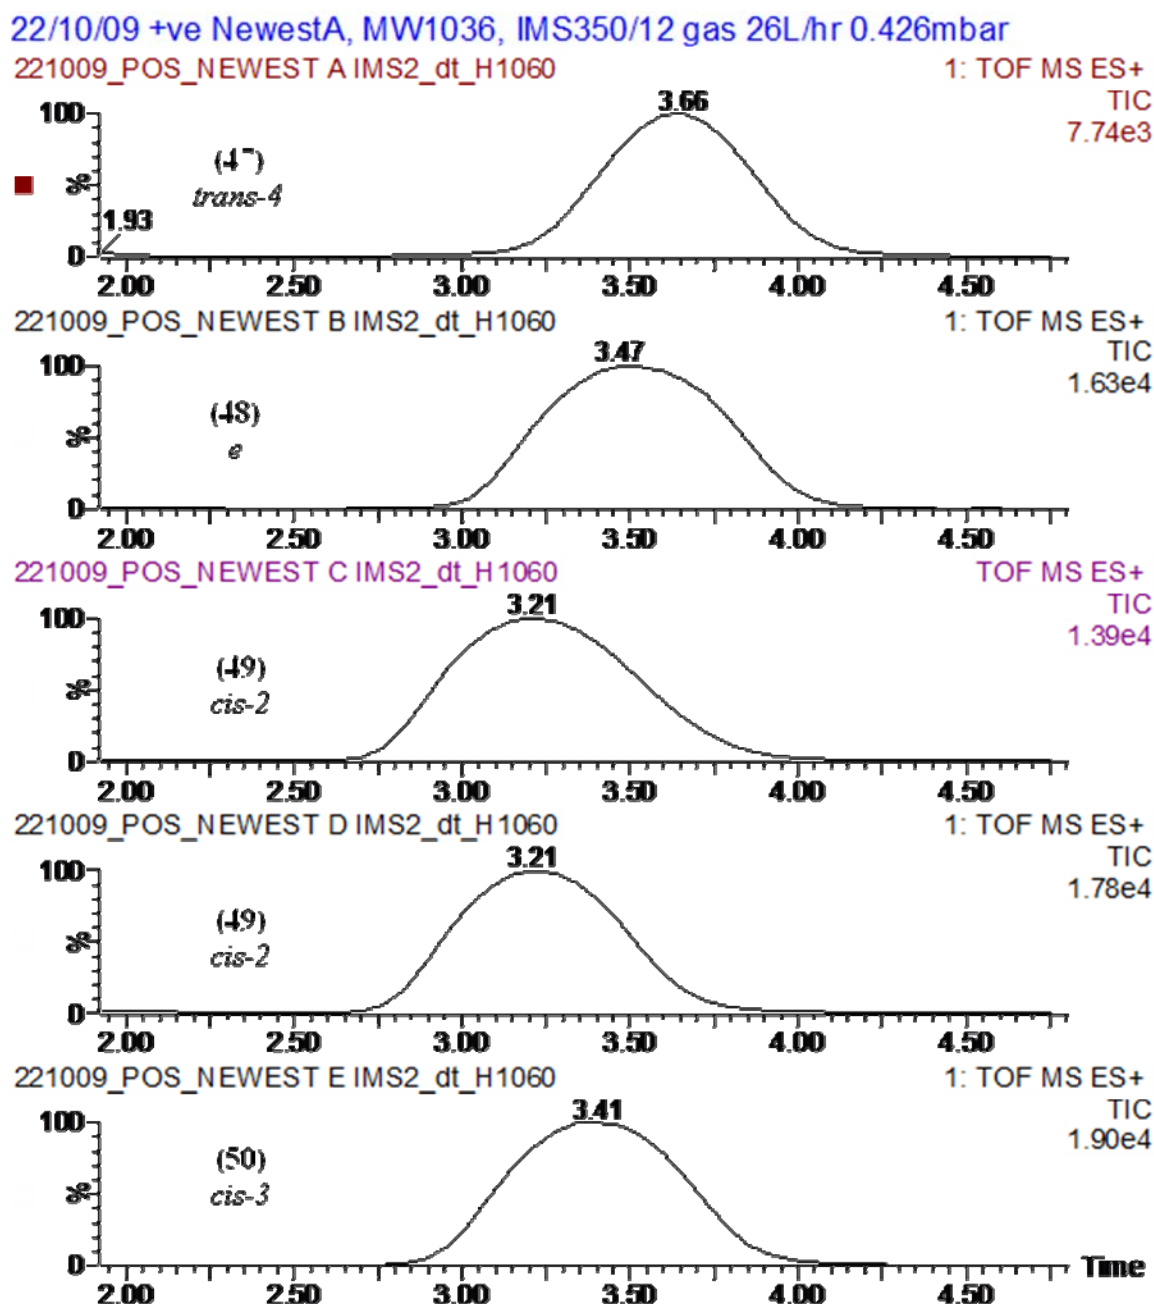 22/10/09 +ve NewestA, MW1036, IMS350/12 gas 26L/hr 0.426mbar
221009_POS_NEWEST A IMS2_dt_H1060 1: TOF MS ES+
TIC
7.74e3
100
3.66
(47)
trans-4
%
1.93
0
2.00 2.50 3.00 3.50 4.00 4.50
221009_POS_NEWEST B IMS2_dt_H1060 1: TOF MS ES+
TIC
1.63e4
100
3.47
(48)
e
%
0
2.00 2.50 3.00 3.50 4.00 4.50
221009_POS_NEWEST C IMS2_dt_H1060 TOF MS ES+
TIC
1.39e4
100
3.21
(49)
cis-2
%
0
2.00 2.50 3.00 3.50 4.00 4.50
221009_POS_NEWEST D IMS2_dt_H1060 1: TOF MS ES+
TIC
1.78e4
100
3.21
(49)
cis-2
%
0
2.00 2.50 3.00 3.50 4.00 4.50
221009_POS_NEWEST E IMS2_dt_H1060 1: TOF MS ES+
TIC
1.90e4
100
3.41
(50)
cis-3
%
0
Time
2.00 2.50 3.00 3.50 4.00 4.50